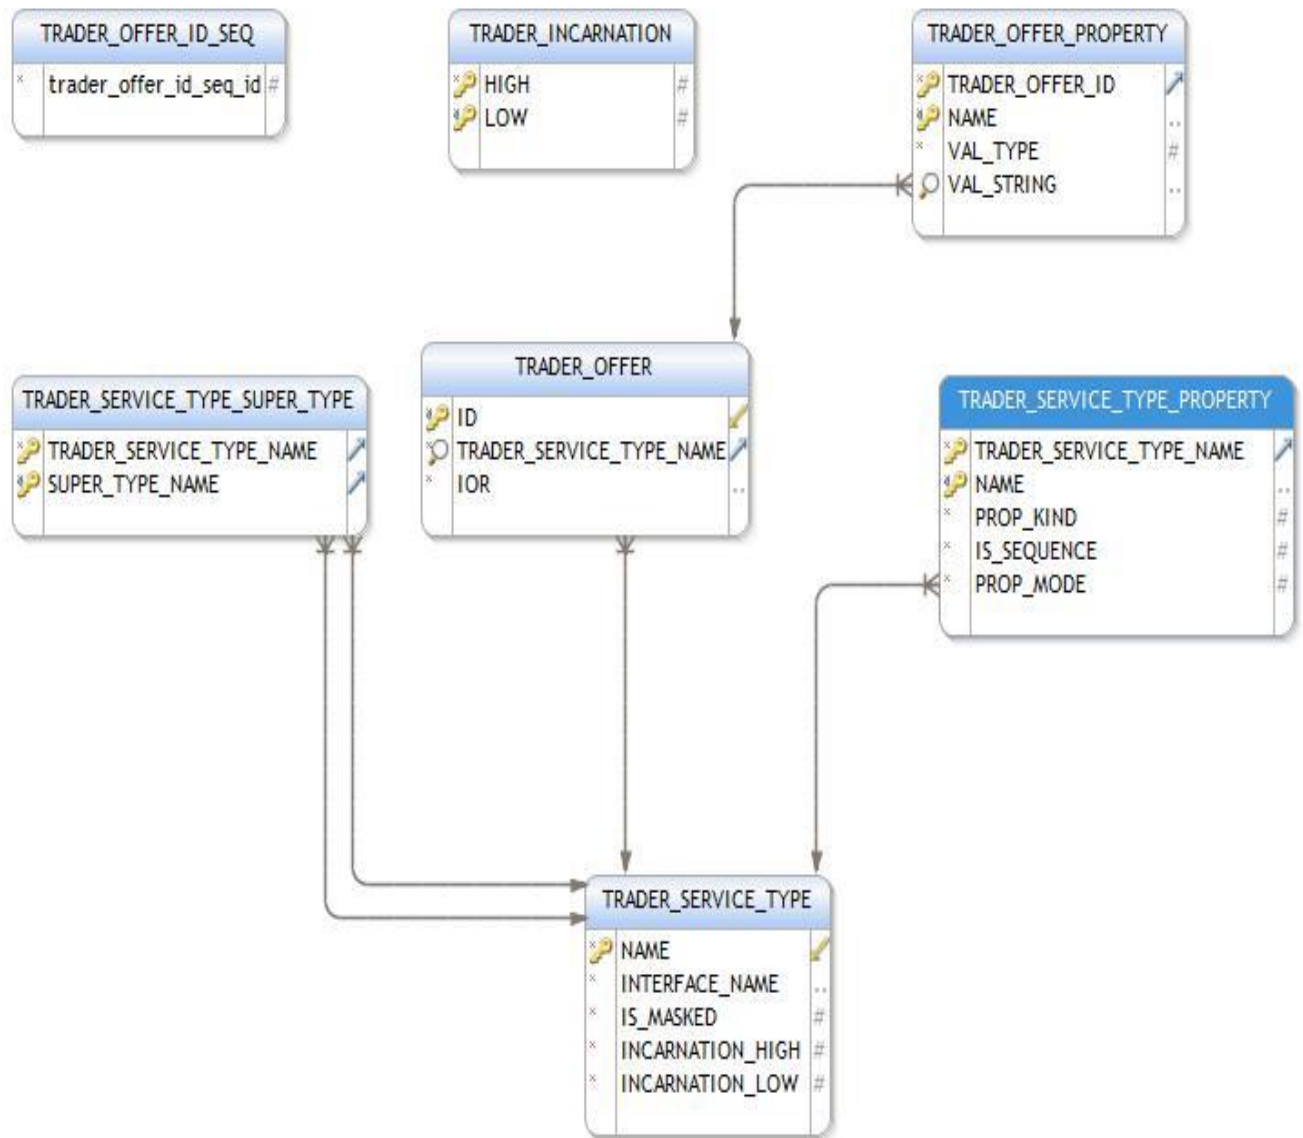 TRADER_OFFER_ID_SEQ
trader_offer_id_seq_id #
TRADER_INCARNATION
HIGH #
LOW #
TRADER_OFFER_PROPERTY
TRADER_OFFER_ID
NAME ..
VAL_TYPE #
VAL_STRING ..
TRADER_SERVICE_TYPE_SUPER_TYPE
TRADER_SERVICE_TYPE_NAME
SUPER_TYPE_NAME
TRADER_OFFER
ID
TRADER_SERVICE_TYPE_NAME
IOR ..
TRADER_SERVICE_TYPE_PROPERTY
TRADER_SERVICE_TYPE_NAME
NAME ..
PROP_KIND #
IS_SEQUENCE #
PROP_MODE #
TRADER_SERVICE_TYPE
NAME
INTERFACE_NAME ..
IS_MASKED #
INCARNATION_HIGH #
INCARNATION_LOW #